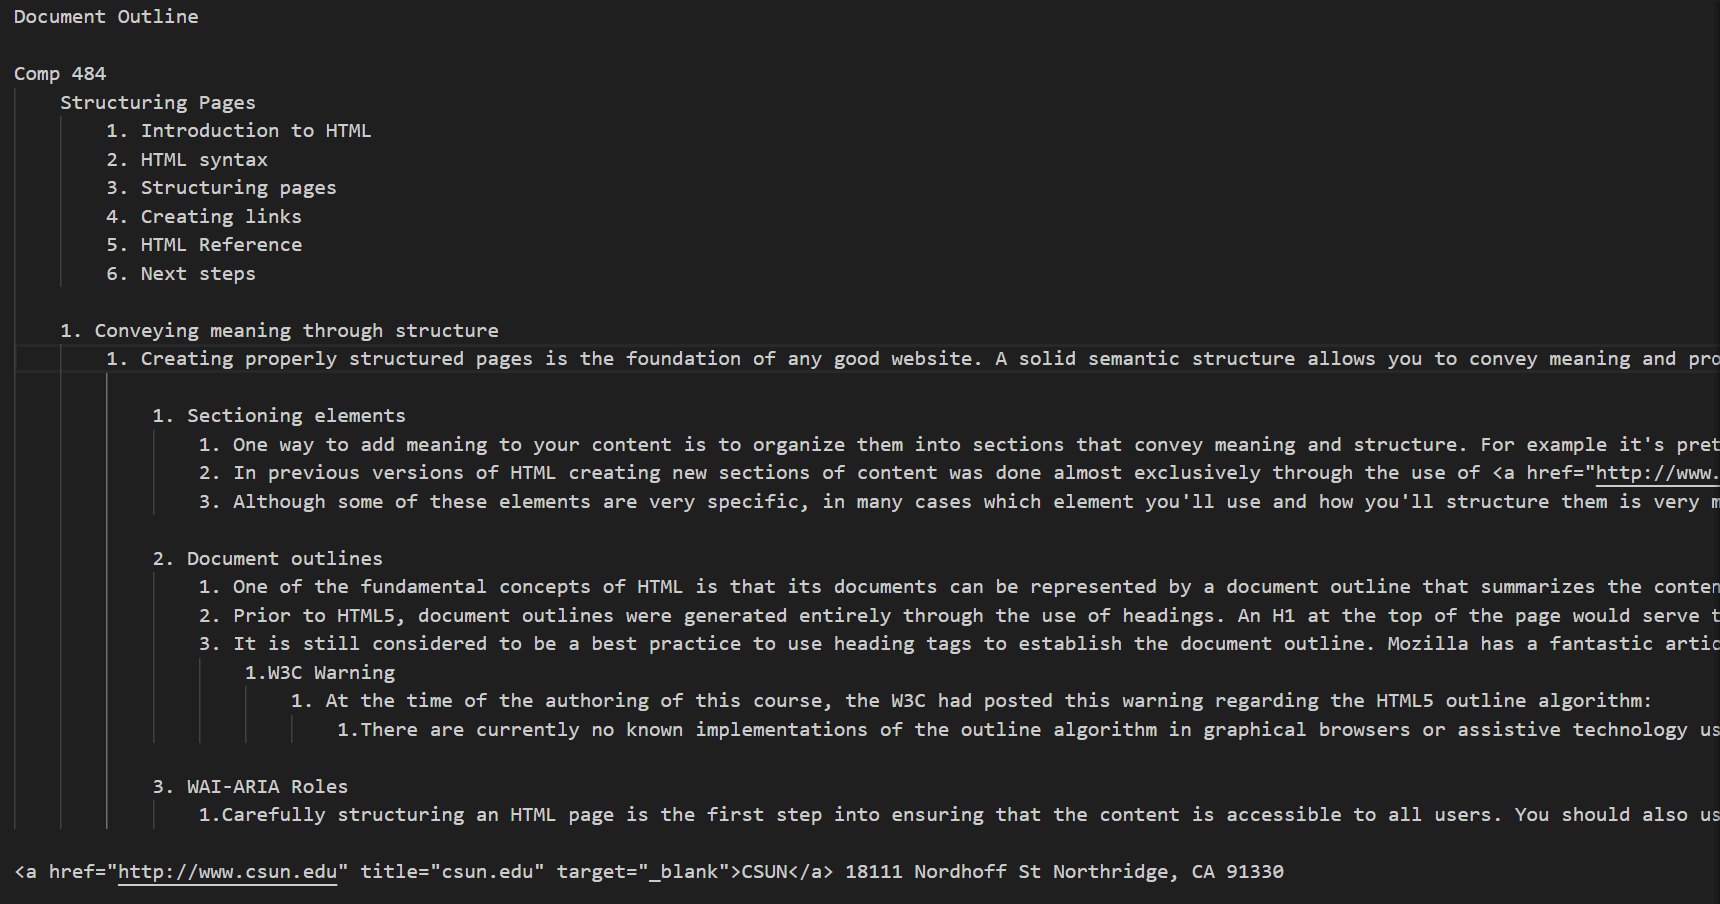 Document Outline
Comp 484
Structuring Pages
1. Introduction to HTML
2. HTML syntax
3. Structuring pages
4. Creating links
5. HTML Reference
6. Next steps
1. Conveying meaning through structure
1. Creating properly structured pages is the foundation of any good website. A solid semantic structure allows you to convey meaning and pro
1. Sectioning elements
1. One way to add meaning to your content is to organize them into sections that convey meaning and structure. For example it's pret
2. In previous versions of HTML creating new sections of content was done almost exclusively through the use of <a href="http://www.
3. Although some of these elements are very specific, in many cases which element you'll use and how you'll structure them is very m
2. Document outlines
1. One of the fundamental concepts of HTML is that its documents can be represented by a document outline that summarizes the conten
2. Prior to HTML5, document outlines were generated entirely through the use of headings. An H1 at the top of the page would serve t
3. It is still considered to be a best practice to use heading tags to establish the document outline. Mozilla has a fantastic artic
1.W3C Warning
1. At the time of the authoring of this course, the W3C had posted this warning regarding the HTML5 outline algorithm:
1.There are currently no known implementations of the outline algorithm in graphical browsers or assistive technology us
3. WAI-ARIA Roles
1.Carefully structuring an HTML page is the first step into ensuring that the content is accessible to all users. You should also us
<a href="http://www.csun.edu" title="csun.edu" target="_blank">CSUN</a> 18111 Nordhoff St Northridge, CA 91330